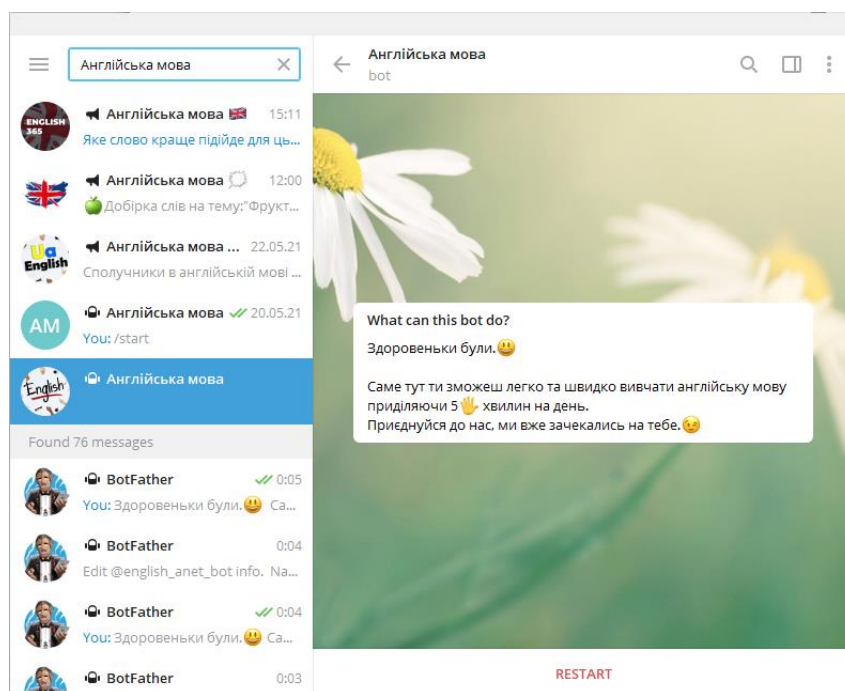 Англійська мова
ENGLISH
365
Англійська мова 🇬🇧 15:11
Яке слово краще підійде для ць...
Англійська мова 💭 12:00
🍏Добірка слів на тему:"Фрукт...
Ua
English
Англійська мова ... 22.05.21
Сполучники в англійській мові ...
AM
Англійська мова 20.05.21
You: /start
English
Англійська мова
Found 76 messages
BotFather 0:05
You: Здоровеньки були.😃 Са...
BotFather 0:04
Edit @english_anet_bot info. Na...
BotFather 0:04
You: Здоровеньки були.😃 Са...
BotFather 0:03
Англійська мова
bot
What can this bot do?
Здоровеньки були.😃
Саме тут ти зможеш легко та швидко вивчати англійську мову
приділяючи 5🖐 хвилин на день.
Приєднуйся до нас, ми вже зачекались на тебе.😉
RESTART